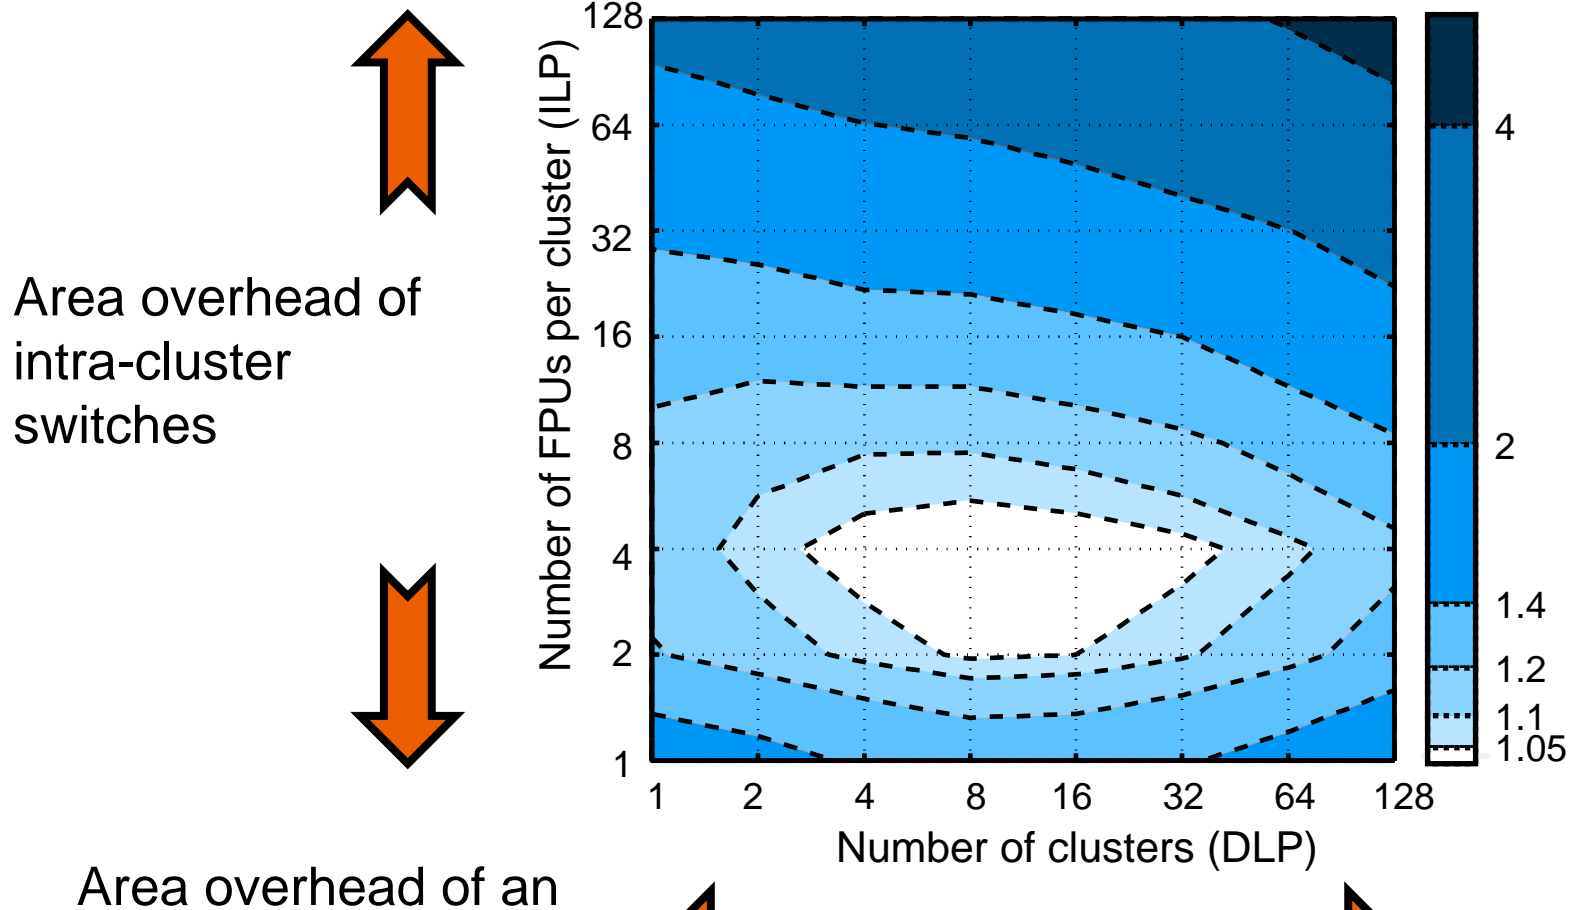 128
64
32
16
8
4
2
1
Number of FPUs per cluster (ILP)
Area overhead of
intra-cluster
switches
4
2
1.4
1.2
1.1
1.05
1 2 4 8 16 32 64 128
Number of clusters (DLP)
Area overhead of an